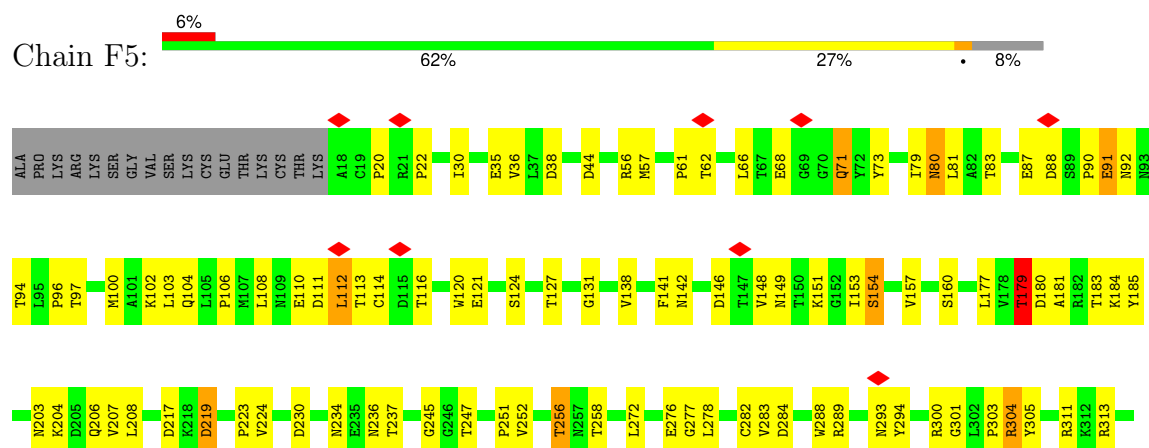 6%
Chain F5:
62% 27% • 8%
ALA PRO LYS ARG LYS SER GLY VAL SER LYS CYS GLU THR LYS CYS THR LYS A18 C19 P20 R21 P22 I30 E35 V36 L37 D38 D44 R56 M57 P61 T62 L66 T67 E68 G69 G70 Q71 Y72 Y73 I79 N80 L81 A82 T83 E87 D88 S89 P90 E91 N92 N93
T94 L95 P96 T97 M100 A101 K102 L103 Q104 L105 P106 M107 L108 N109 E110 D111 L112 T113 C114 D115 T116 W120 E121 S124 T127 G131 V138 F141 N142 D146 T147 V148 N149 T150 K151 G152 I153 S154 V157 S160 L177 V178 T179 D180 A181 R182 T183 K184 Y185
N203 K204 D205 Q206 V207 L208 D217 K218 D219 P223 V224 D230 N234 E235 N236 T237 G245 G246 T247 P251 V252 T256 N257 T258 L272 E276 G277 L278 C282 V283 D284 W288 R289 N293 Y294 R300 G301 L302 P303 R304 Y305 R311 K312 R313